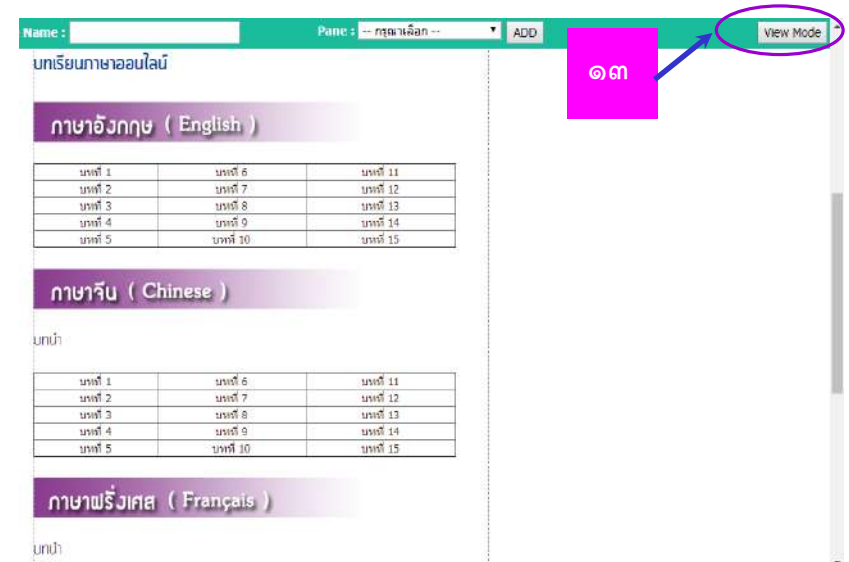 Name : Pane : -- กรุณาเลือก -- ADD View Mode
๑๓
บทเรียนภาษาออนไลน์
ภาษาอังกฤษ ( English )
บทที่ 1 บทที่ 6 บทที่ 11
บทที่ 2 บทที่ 7 บทที่ 12
บทที่ 3 บทที่ 8 บทที่ 13
บทที่ 4 บทที่ 9 บทที่ 14
บทที่ 5 บทที่ 10 บทที่ 15
ภาษาจีน ( Chinese )
บทนำ
บทที่ 1 บทที่ 6 บทที่ 11
บทที่ 2 บทที่ 7 บทที่ 12
บทที่ 3 บทที่ 8 บทที่ 13
บทที่ 4 บทที่ 9 บทที่ 14
บทที่ 5 บทที่ 10 บทที่ 15
ภาษาฝรั่งเศส ( Français )
บทนำ